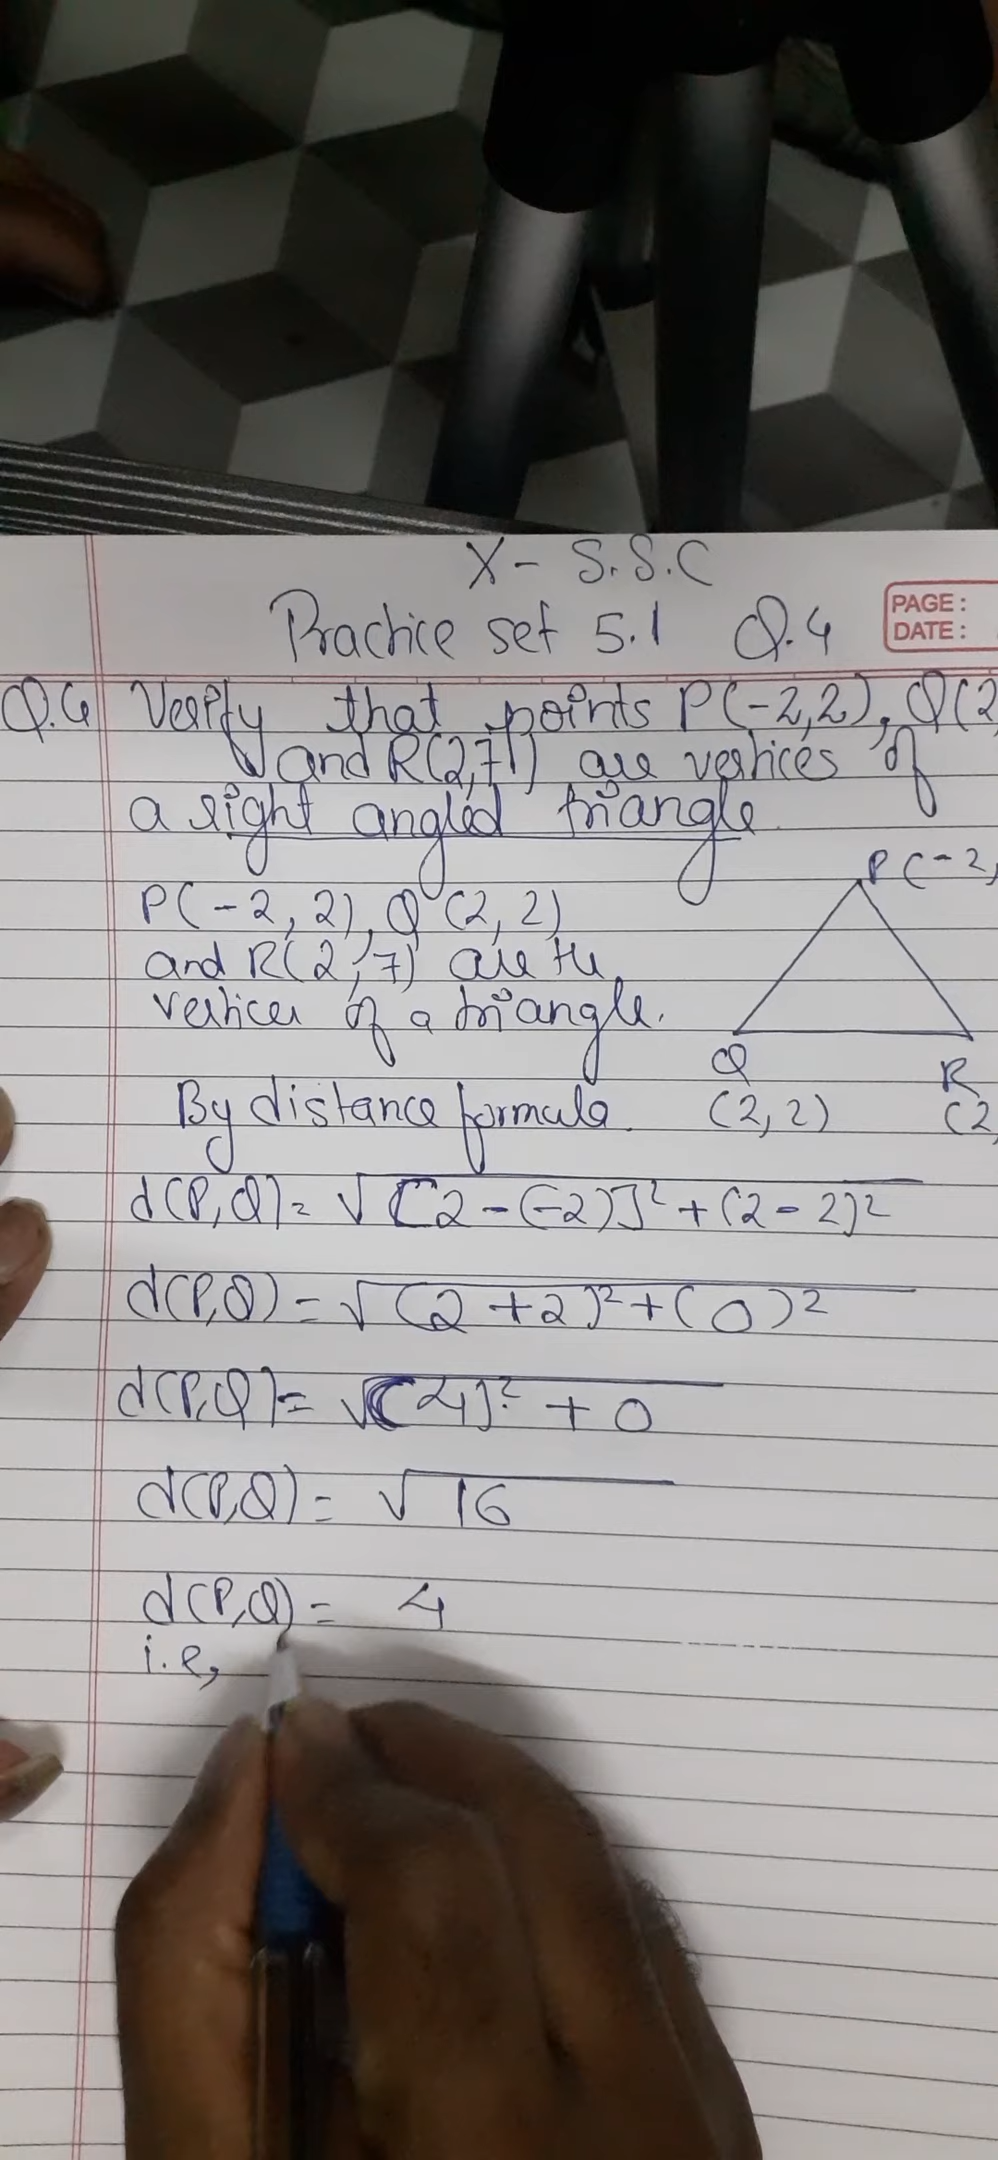 X- S.S.C
Practice set 5.1 Q.4
PAGE :
DATE :
Q.4 Verify that points P(-2,2), Q(2,
and R(2,7) are vertices of
a right angled triangle.
P(-2,
P(-2, 2), Q (2, 2)
and R(2, 7) are the
vertices of a triangle.
Q
R
By distance formula.
(2, 2)
(2,
d(P, Q) = √[2-(-2)]² + (2-2)²
d(P,Q) = √(2+2)² + (0)²
d(P,Q) = √(4)² + 0
d(P,Q) = √16
d(P,Q) = 4
i.e,